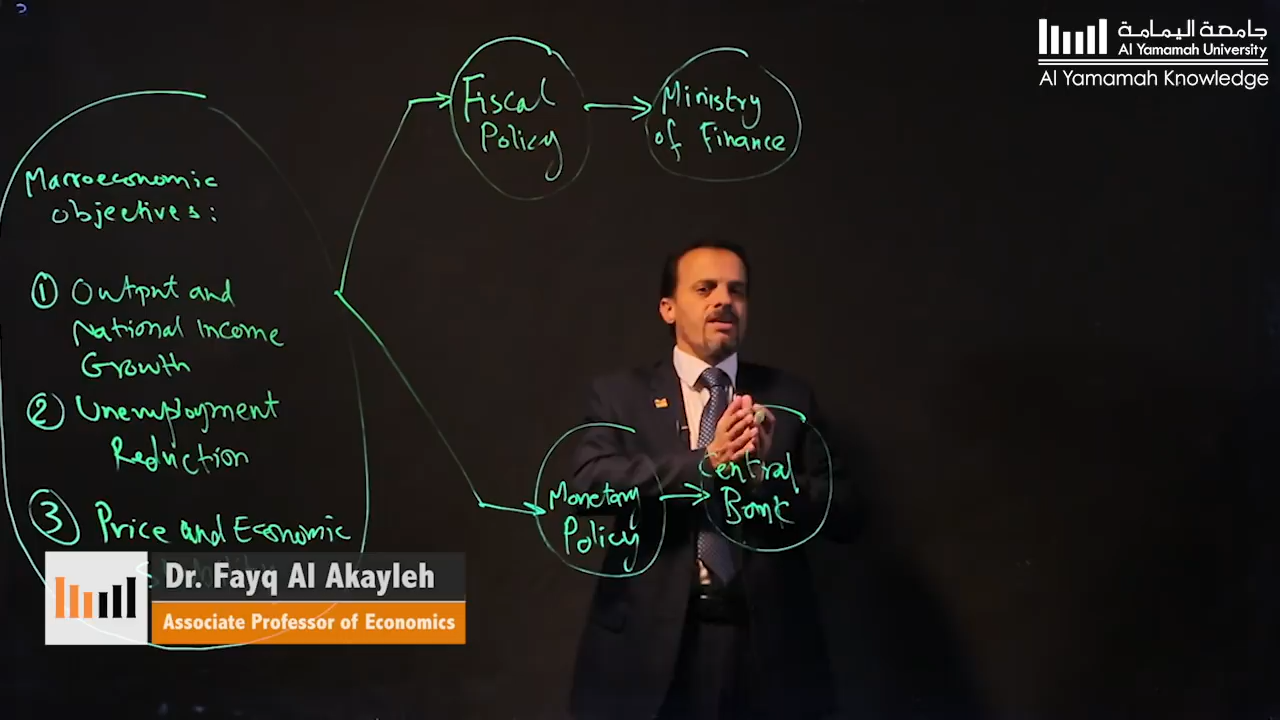 جامعة اليمامة
Al Yamamah University
Al Yamamah Knowledge
Macroeconomic
Objectives:
① Output and
National Income
Growth
② Unemployment
Reduction
③ Price and Economic
Fiscal
Policy
Ministry
of Finance
Monetary
Policy
Central
Bank
Dr. Fayq Al Akayleh
Associate Professor of Economics